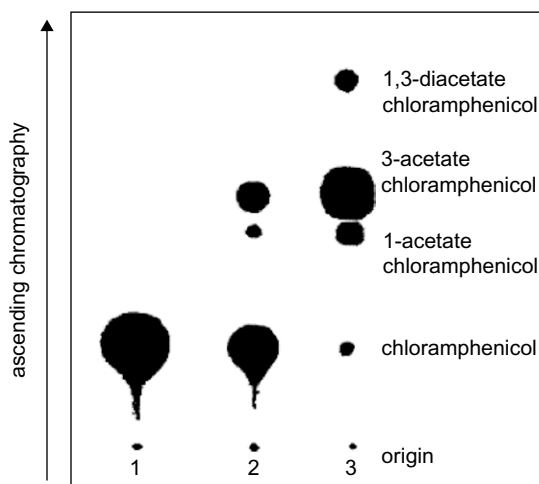 ascending chromatography
1,3-diacetate
chloramphenicol
3-acetate
chloramphenicol
1-acetate
chloramphenicol
chloramphenicol
origin
1 2 3